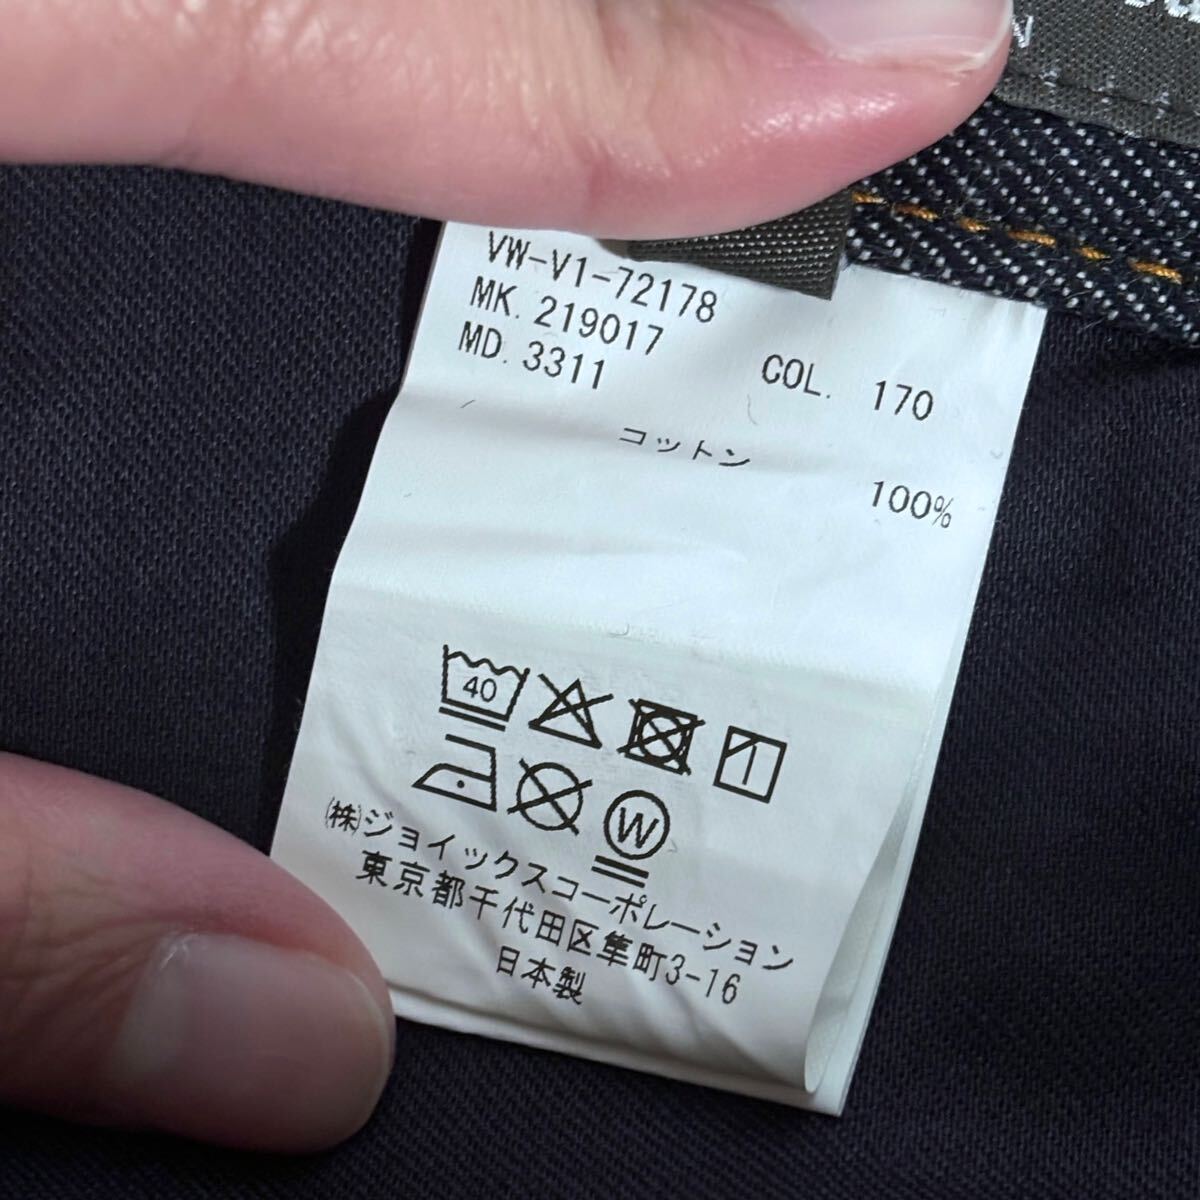 VW-V1-72178
MK. 219017
MD. 3311
COL. 170
コットン
100%
40
W
(株)ジョイックスコーポレーション
東京都千代田区隼町3-16
日本製